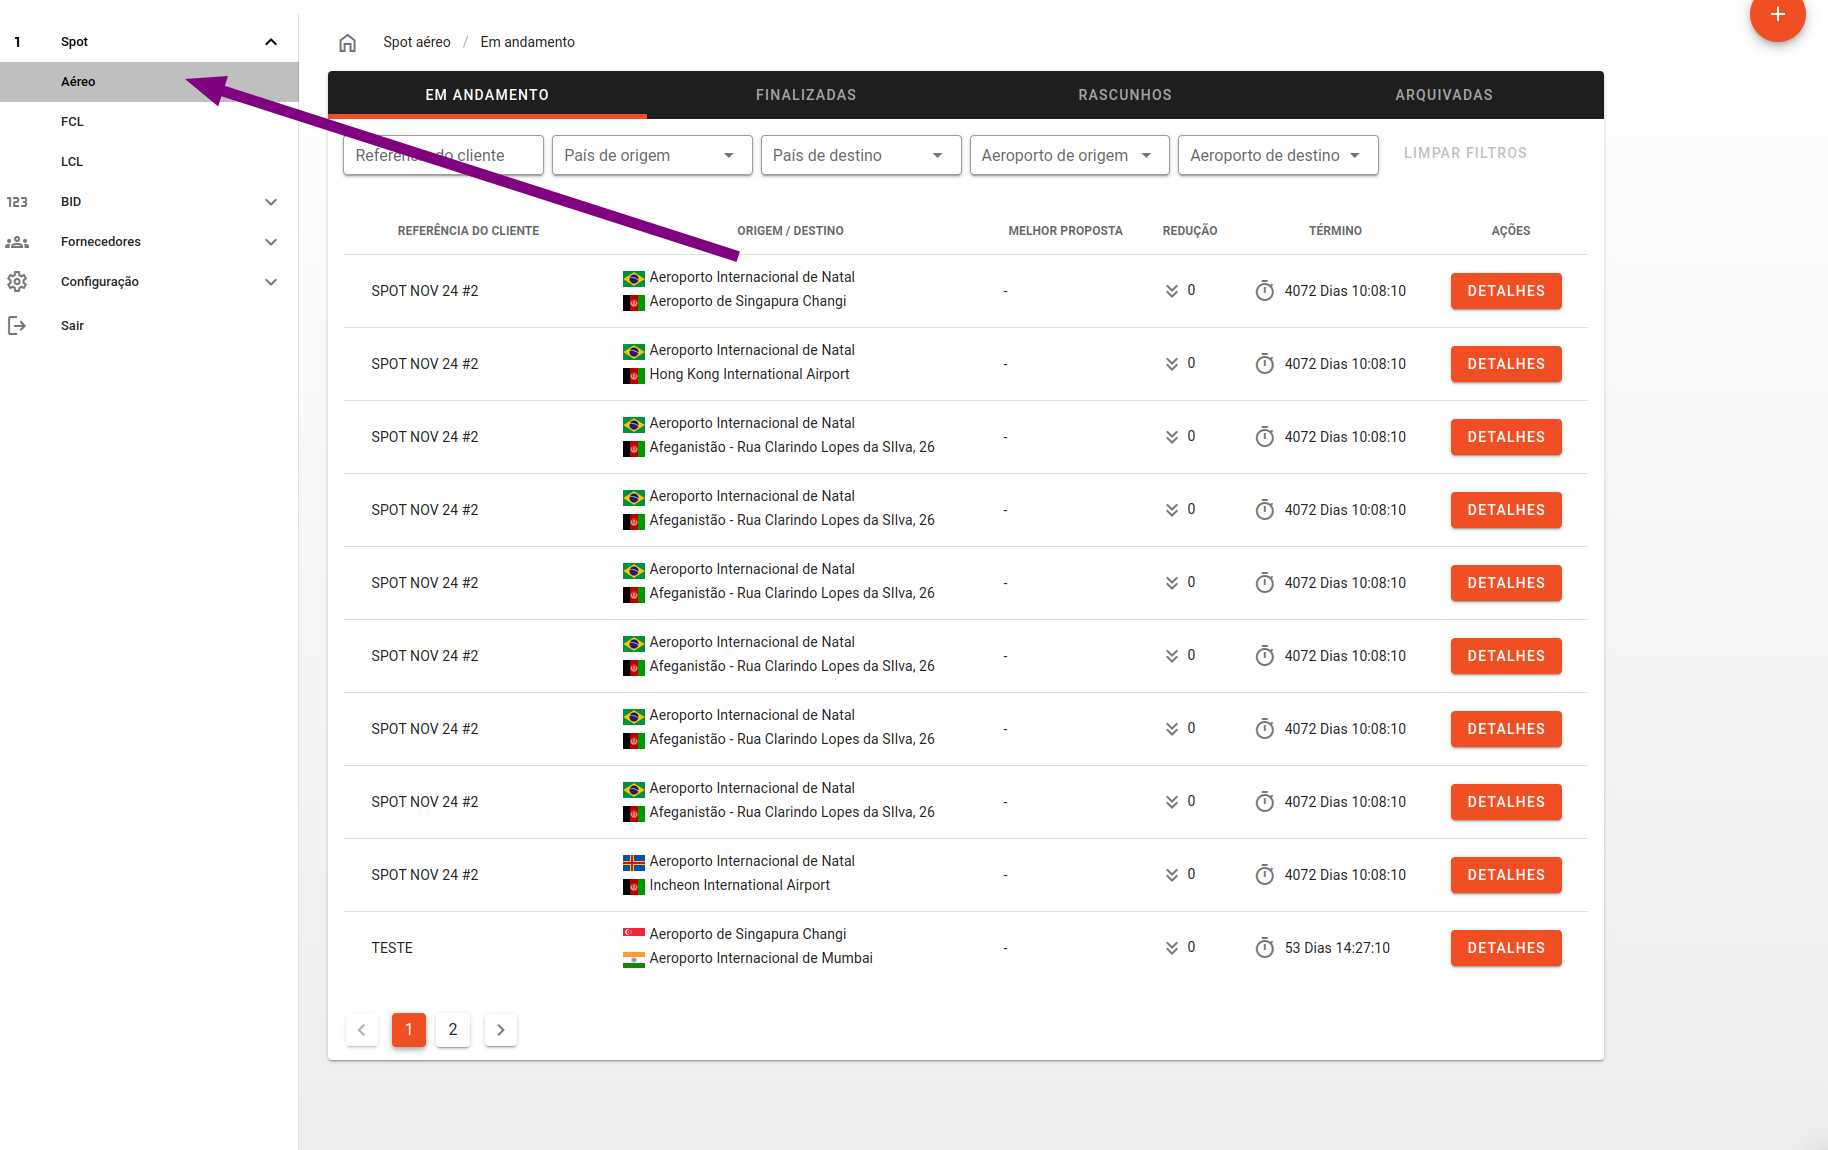 1 Spot
Aéreo
FCL
LCL
123 BID
Fornecedores
Configuração
Sair
Spot aéreo / Em andamento
+
EM ANDAMENTO FINALIZADAS RASCUNHOS ARQUIVADAS
Referência do cliente País de origem País de destino Aeroporto de origem Aeroporto de destino LIMPAR FILTROS
REFERÊNCIA DO CLIENTE ORIGEM / DESTINO MELHOR PROPOSTA REDUÇÃO TÉRMINO AÇÕES
Aeroporto Internacional de Natal
SPOT NOV 24 #2 - 0 4072 Dias 10:08:10 DETALHES
Aeroporto de Singapura Changi
Aeroporto Internacional de Natal
SPOT NOV 24 #2 - 0 4072 Dias 10:08:10 DETALHES
Hong Kong International Airport
Aeroporto Internacional de Natal
SPOT NOV 24 #2 - 0 4072 Dias 10:08:10 DETALHES
Afeganistão - Rua Clarindo Lopes da SIlva, 26
Aeroporto Internacional de Natal
SPOT NOV 24 #2 - 0 4072 Dias 10:08:10 DETALHES
Afeganistão - Rua Clarindo Lopes da SIlva, 26
Aeroporto Internacional de Natal
SPOT NOV 24 #2 - 0 4072 Dias 10:08:10 DETALHES
Afeganistão - Rua Clarindo Lopes da SIlva, 26
Aeroporto Internacional de Natal
SPOT NOV 24 #2 - 0 4072 Dias 10:08:10 DETALHES
Afeganistão - Rua Clarindo Lopes da SIlva, 26
Aeroporto Internacional de Natal
SPOT NOV 24 #2 - 0 4072 Dias 10:08:10 DETALHES
Afeganistão - Rua Clarindo Lopes da SIlva, 26
Aeroporto Internacional de Natal
SPOT NOV 24 #2 - 0 4072 Dias 10:08:10 DETALHES
Afeganistão - Rua Clarindo Lopes da SIlva, 26
Aeroporto Internacional de Natal
SPOT NOV 24 #2 - 0 4072 Dias 10:08:10 DETALHES
Incheon International Airport
Aeroporto de Singapura Changi
TESTE - 0 53 Dias 14:27:10 DETALHES
Aeroporto Internacional de Mumbai
1 2